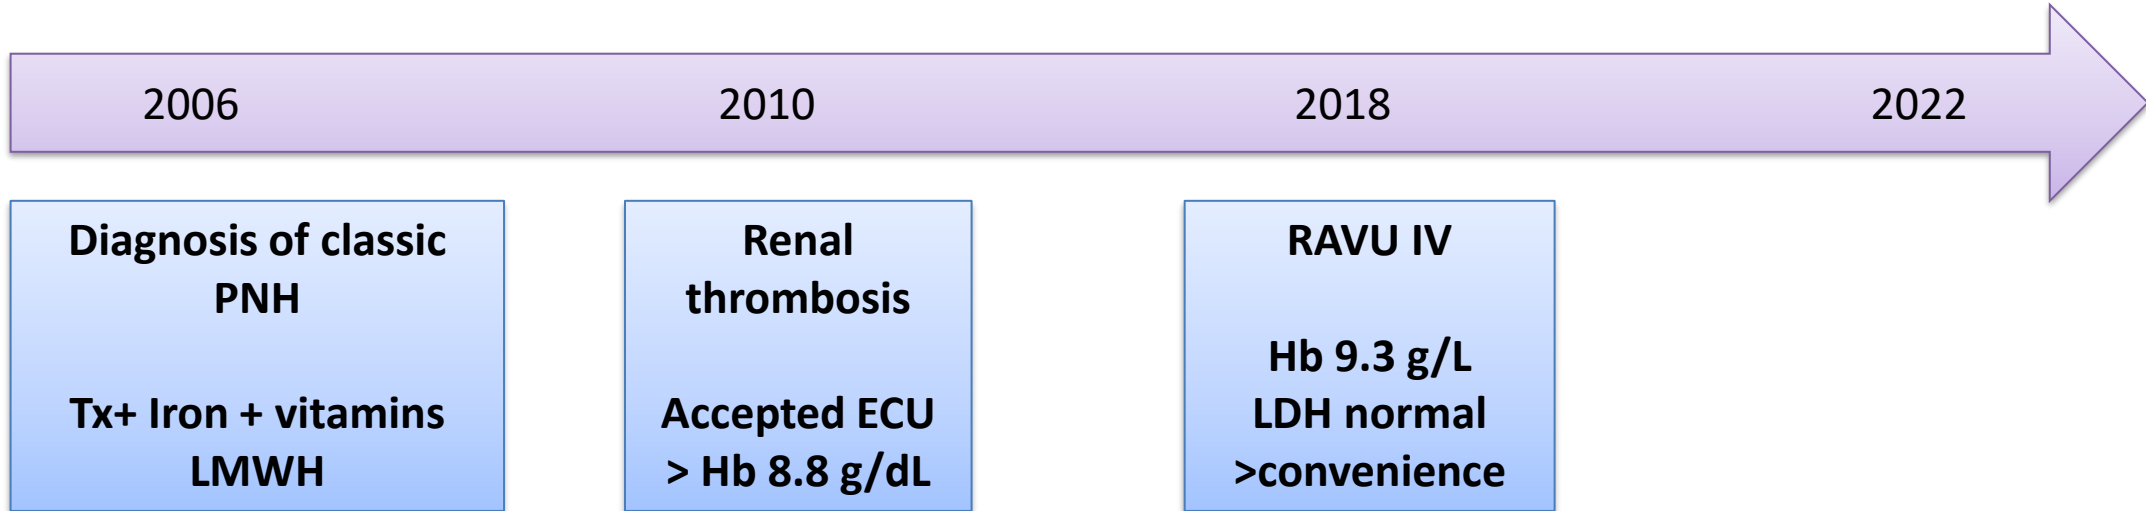 2006 2010 2018 2022
Diagnosis of classic
PNH
Tx+ Iron + vitamins
LMWH
Renal
thrombosis
Accepted ECU
> Hb 8.8 g/dL
RAVU IV
Hb 9.3 g/L
LDH normal
>convenience